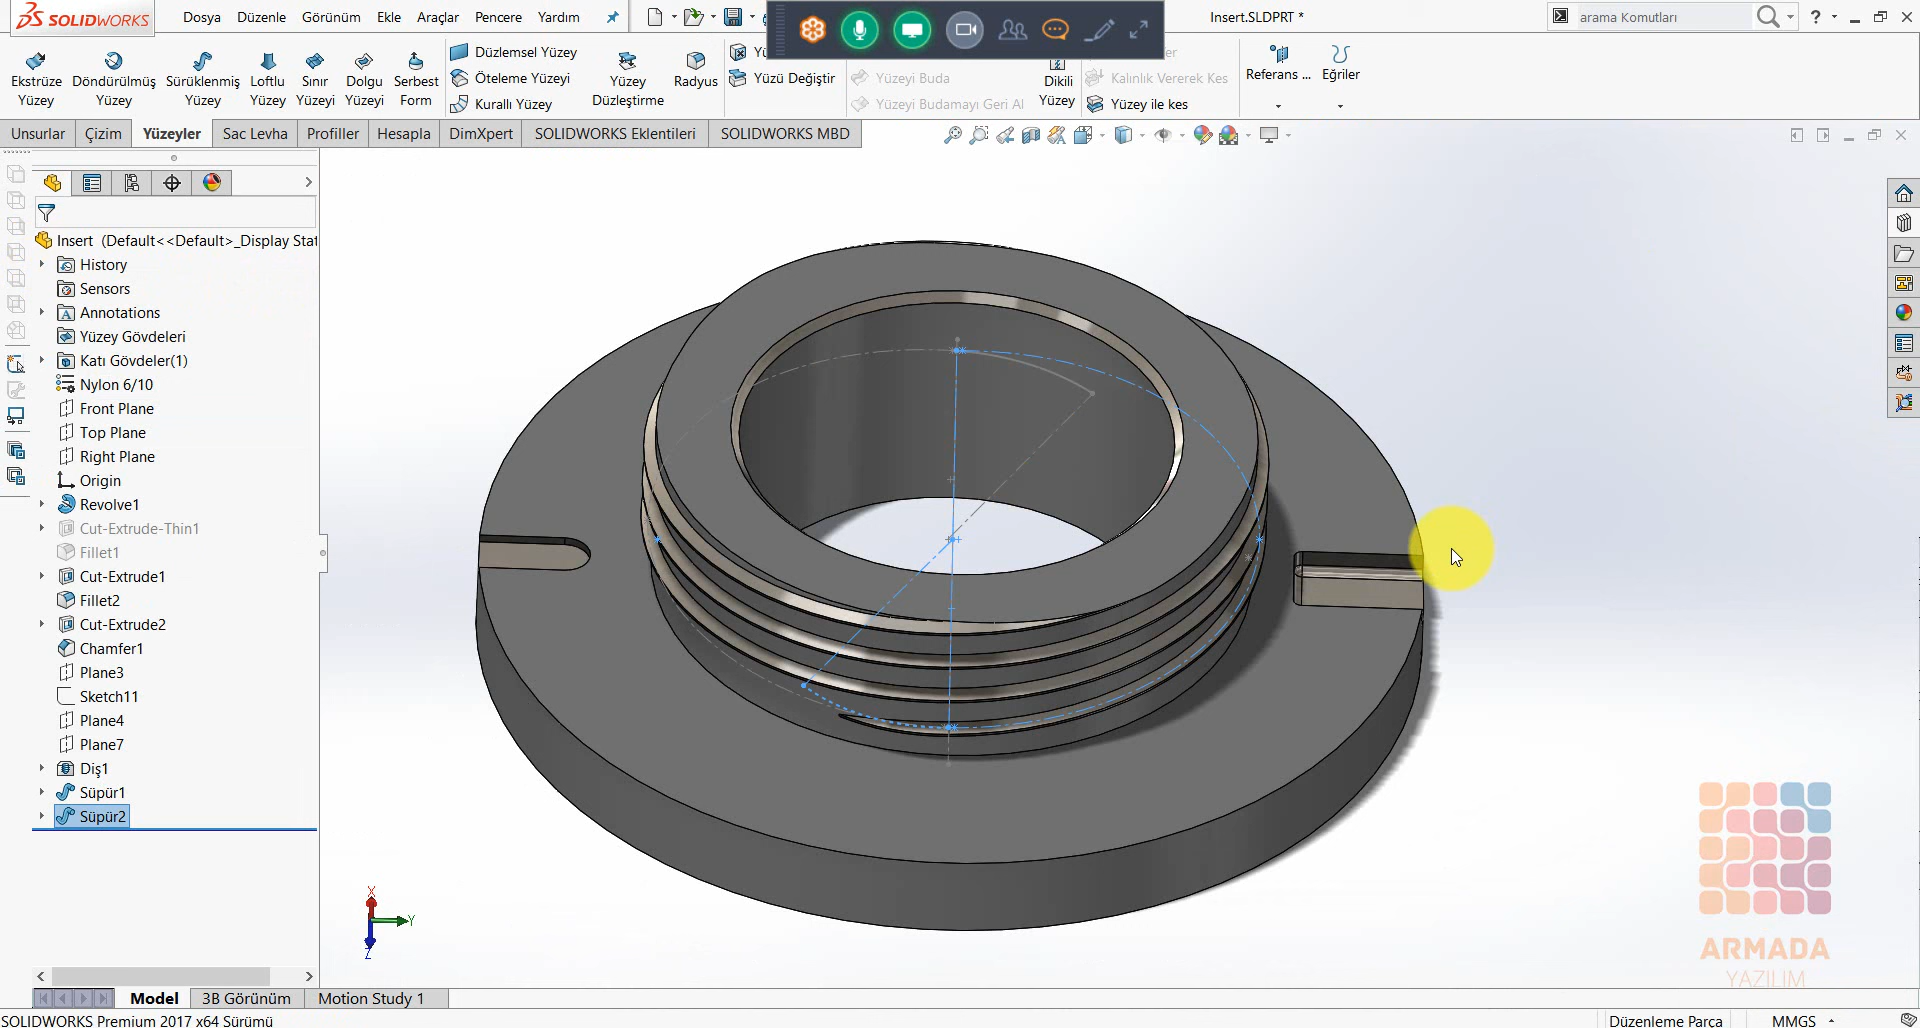 SOLIDWORKS
Dosya Düzenle Görünüm Ekle Araçlar Pencere Yardım
Insert.SLDPRT *
arama Komutları
?
Ekstrüze Yüzey
Döndürülmüş Yüzey
Sürüklenmiş Yüzey
Loftlu Yüzey
Sınır Yüzeyi
Dolgu Yüzeyi
Serbest Form
Düzlemsel Yüzey
Öteleme Yüzeyi
Kurallı Yüzey
Yüzey Düzleştirme
Radyus
Yüzü Değiştir
Yüzeyi Buda
Yüzeyi Budamayı Geri Al
Dikili Yüzey
Kalınlık Vererek Kes
Yüzey ile kes
Referans ...
Eğriler
Unsurlar Çizim Yüzeyler Sac Levha Profiller Hesapla DimXpert SOLIDWORKS Eklentileri SOLIDWORKS MBD
Insert (Default<<Default>_Display Stat
History
Sensors
Annotations
Yüzey Gövdeleri
Katı Gövdeler(1)
Nylon 6/10
Front Plane
Top Plane
Right Plane
Origin
Revolve1
Cut-Extrude-Thin1
Fillet1
Cut-Extrude1
Fillet2
Cut-Extrude2
Chamfer1
Plane3
Sketch11
Plane4
Plane7
Diş1
Süpür1
Süpür2
X
Y
Z
ARMADA
YAZILIM
Model 3B Görünüm Motion Study 1
SOLIDWORKS Premium 2017 x64 Sürümü
Düzenleme Parça MMGS